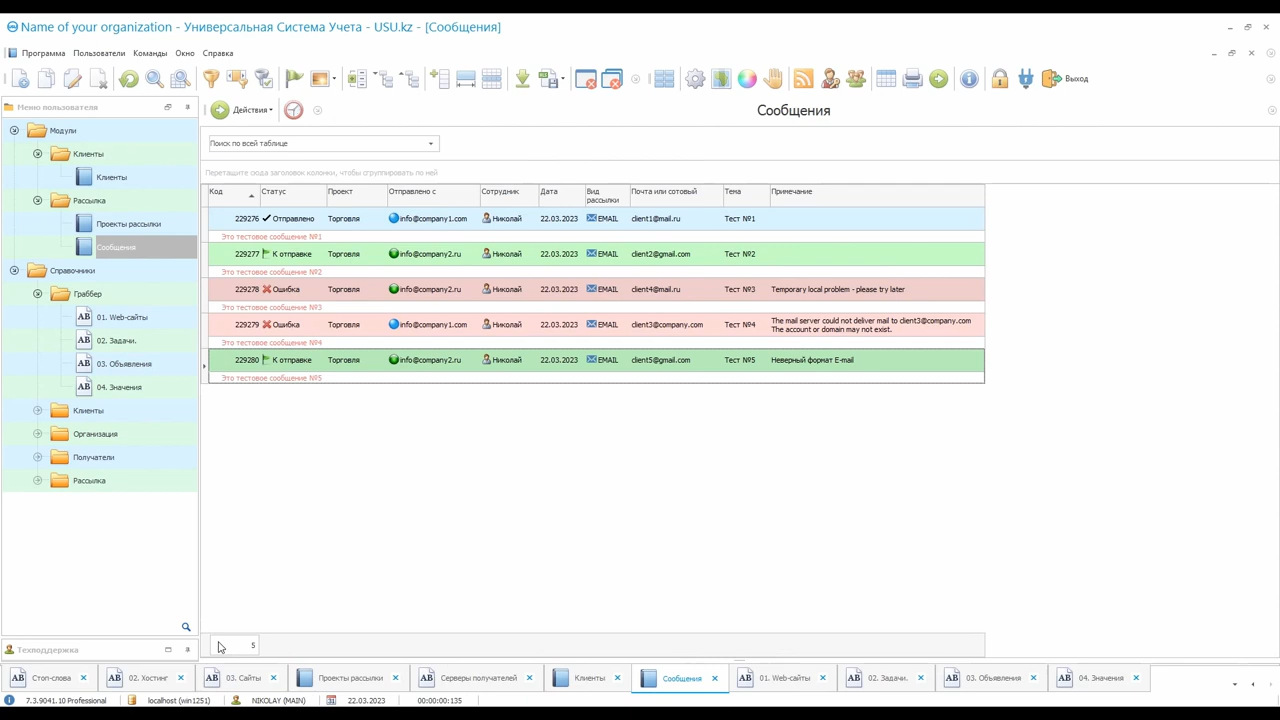 Name of your organization - Универсальная Система Учета - USU.kz - [Сообщения]
Программа Пользователи Команды Окно Справка
Выход
Меню пользователя
Модули
Клиенты
Клиенты
Рассылка
Проекты рассылки
Сообщения
Справочники
Граббер
01. Web-сайты
02. Задачи.
03. Объявления
04. Значения
Клиенты
Организация
Получатели
Рассылка
Техподдержка
Действия
Сообщения
Поиск по всей таблице
Перетащите сюда заголовок колонки, чтобы сгруппировать по ней
Код Статус Проект Отправлено с Сотрудник Дата Вид рассылки Почта или сотовый Тема Примечание
229276 Отправлено Торговля info@company1.com Николай 22.03.2023 EMAIL client1@mail.ru Тест №1
Это тестовое сообщение №1
229277 К отправке Торговля info@company2.ru Николай 22.03.2023 EMAIL client2@gmail.com Тест №2
Это тестовое сообщение №2
229278 Ошибка Торговля info@company2.ru Николай 22.03.2023 EMAIL client4@mail.ru Тест №3 Temporary local problem - please try later
Это тестовое сообщение №3
229279 Ошибка Торговля info@company1.com Николай 22.03.2023 EMAIL client3@company.com Тест №4 The mail server could not deliver mail to client3@company.com
The account or domain may not exist.
Это тестовое сообщение №4
229280 К отправке Торговля info@company2.ru Николай 22.03.2023 EMAIL client5@gmail.com Тест №5 Неверный формат E-mail
Это тестовое сообщение №5
5
Стоп-слова 02. Хостинг 03. Сайты Проекты рассылки Серверы получателей Клиенты Сообщения 01. Web-сайты 02. Задачи. 03. Объявления 04. Значения
7.3.9041.10 Professional localhost (win1251) NIKOLAY (MAIN) 22.03.2023 00:00:00:135